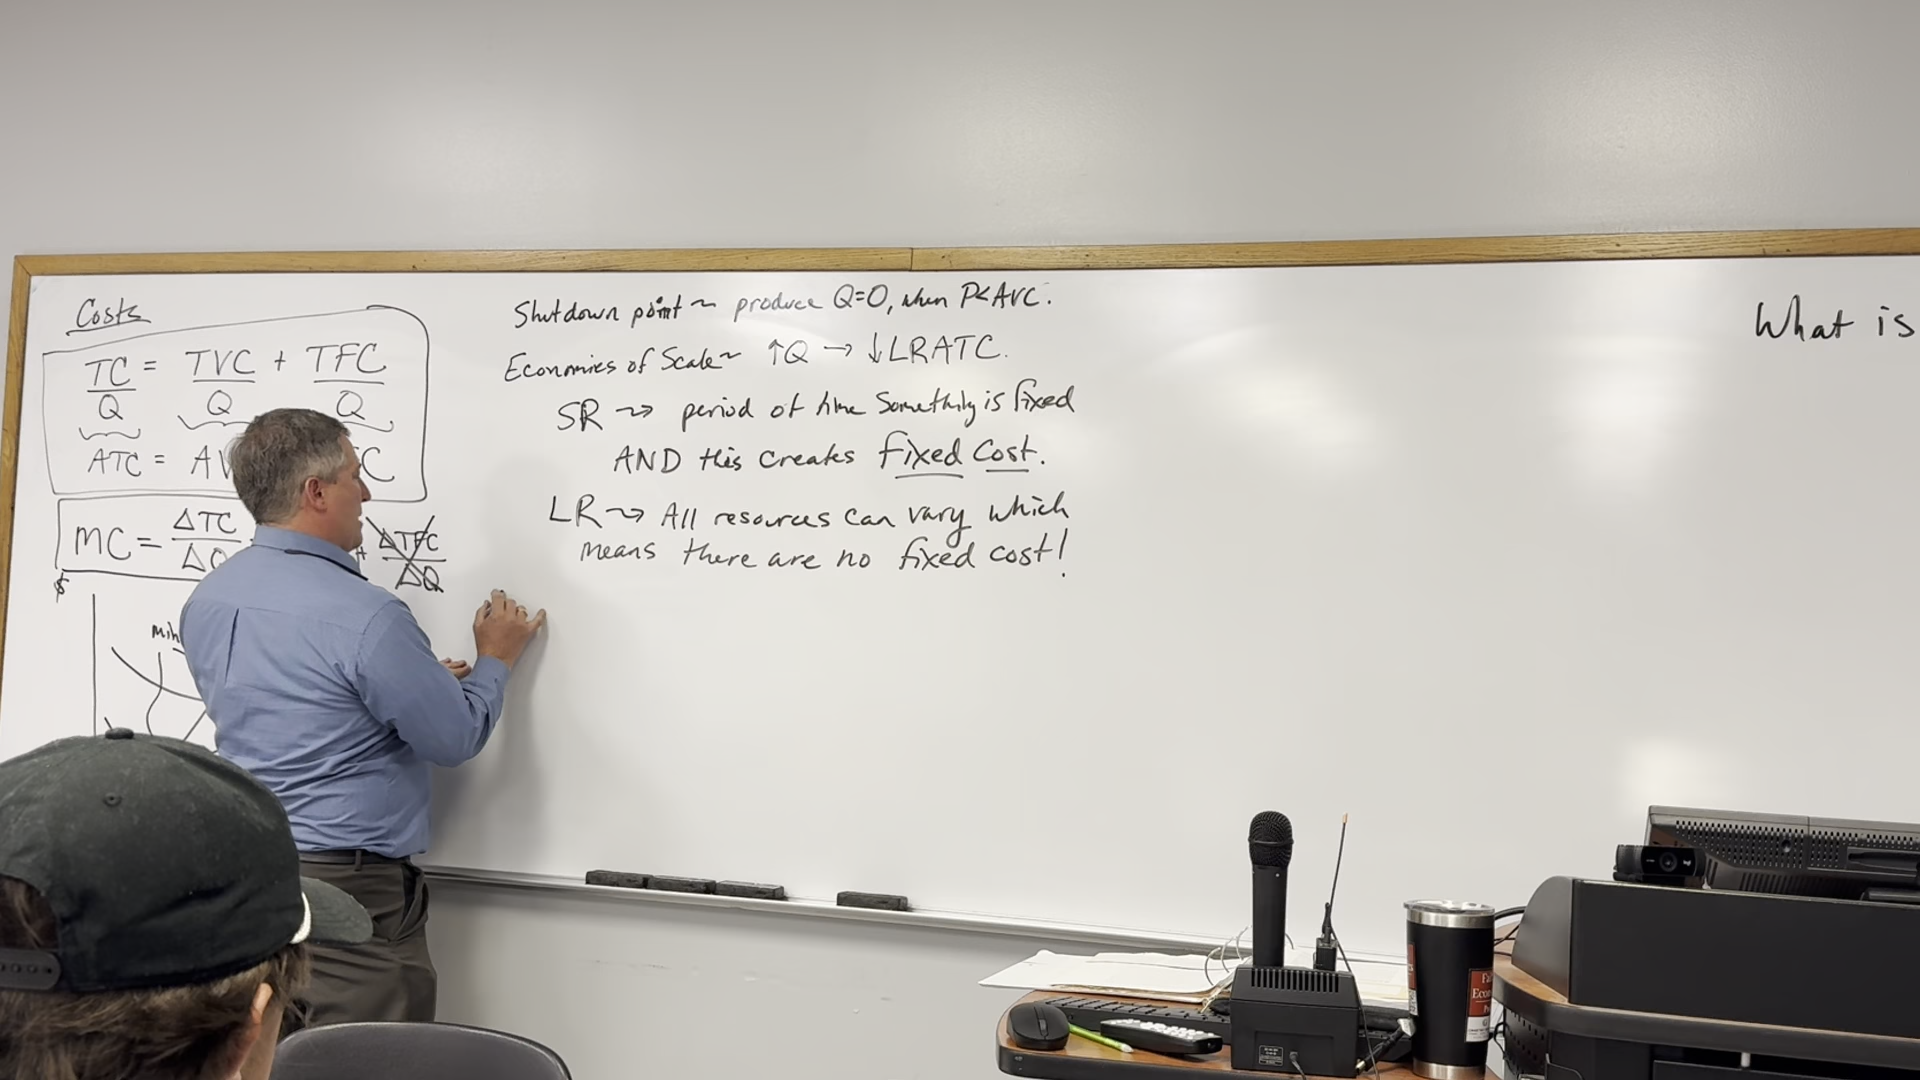 Costs
TC = TVC + TFC
Q Q Q
ATC = AV C
MC = ΔTC ΔTFC
ΔQ ΔQ
$
min
Shutdown point ~ produce Q=0, when P<AVC.
Economies of Scale ~ ↑Q → ↓LRATC.
SR ~> period of time Something is fixed
AND this creates fixed cost.
LR ~> All resources can vary which
means there are no fixed cost!
What is